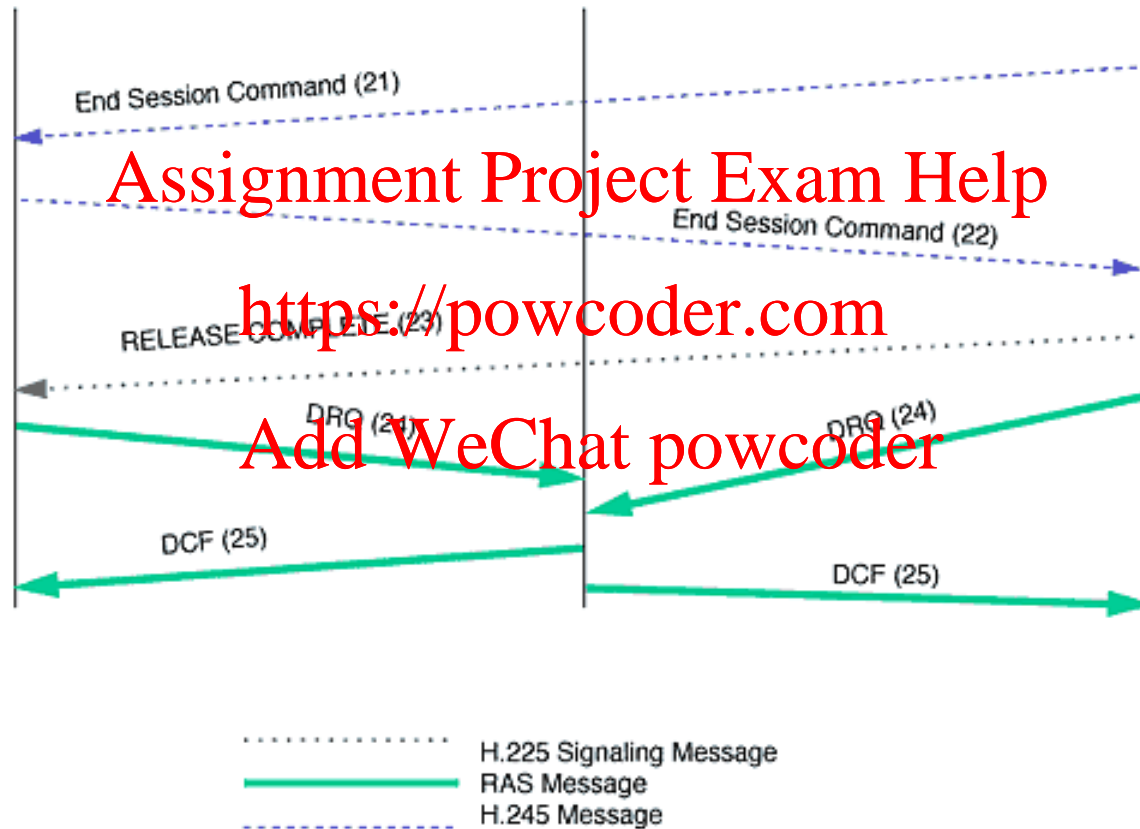 End Session Command (21)
Assignment Project Exam Help
End Session Command (22)
https://powcoder.com
RELEASE COMPLETE (23)
DRQ (24)
DRQ (24)
Add WeChat powcoder
DCF (25)
DCF (25)
H.225 Signaling Message
RAS Message
H.245 Message